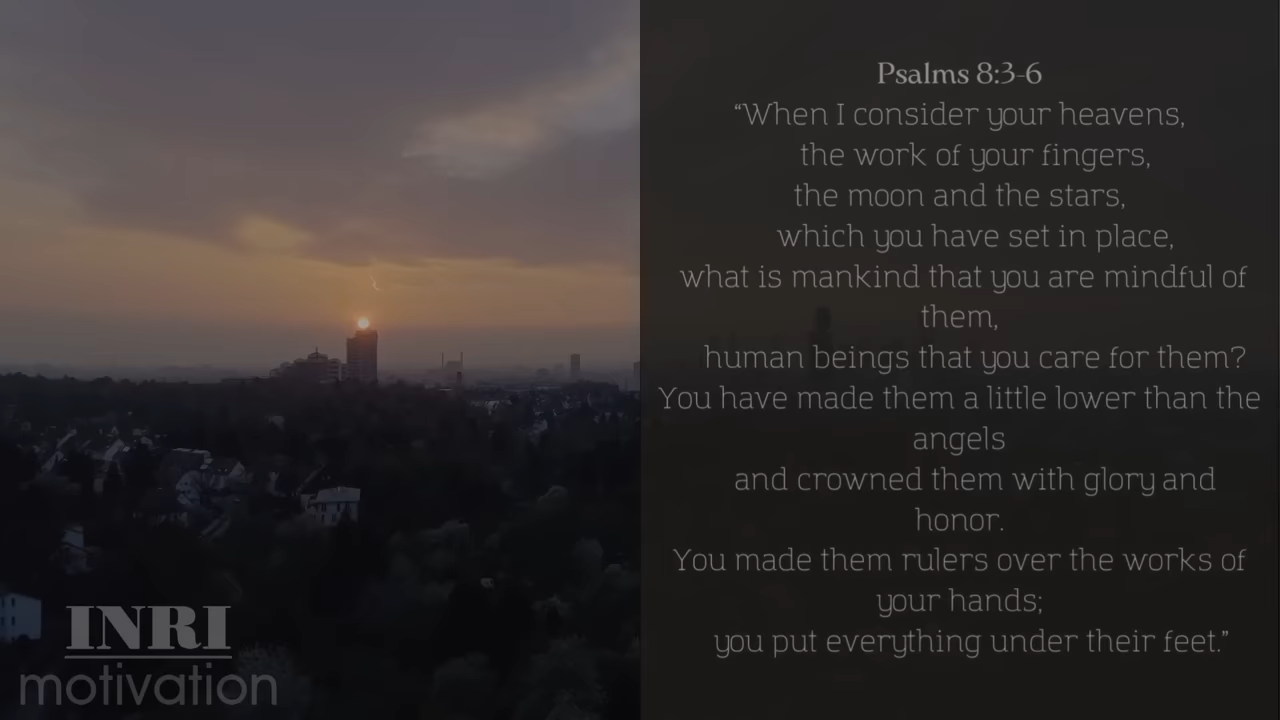 Psalms 8:3-6
“When I consider your heavens,
the work of your fingers,
the moon and the stars,
which you have set in place,
what is mankind that you are mindful of
them,
human beings that you care for them?
You have made them a little lower than the
angels
and crowned them with glory and
honor.
You made them rulers over the works of
your hands;
you put everything under their feet.”
INRI
motivation